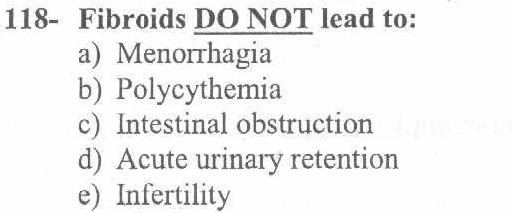 118- Fibroids DO NOT lead to:
a) Menorrhagia
b) Polycythemia
c) Intestinal obstruction
d) Acute urinary retention
e) Infertility